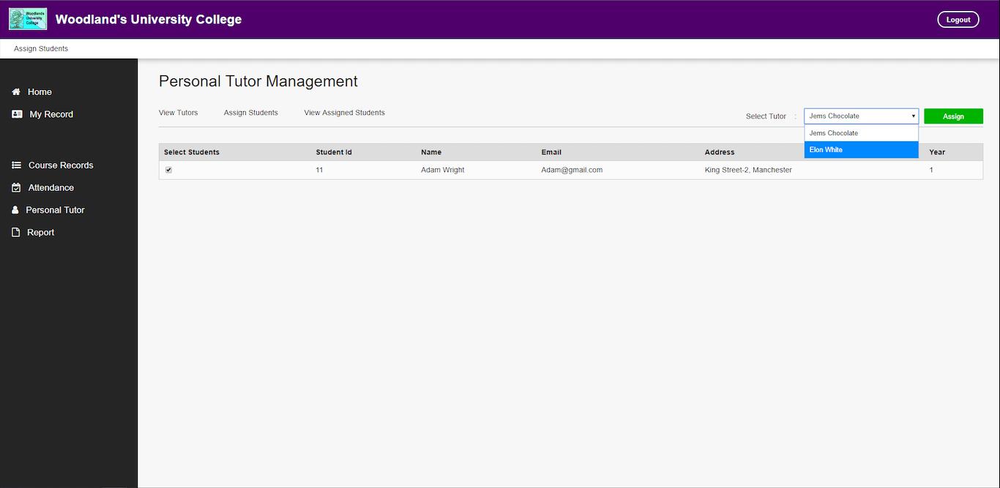 Woodlands
University
College
Woodland's University College
Logout
Assign Students
Home
My Record
Course Records
Attendance
Personal Tutor
Report
Personal Tutor Management
View Tutors Assign Students View Assigned Students
Select Tutor : Jems Chocolate Assign
Jems Chocolate
Elon White
Select Students Student Id Name Email Address Year
11 Adam Wright Adam@gmail.com King Street-2, Manchester 1